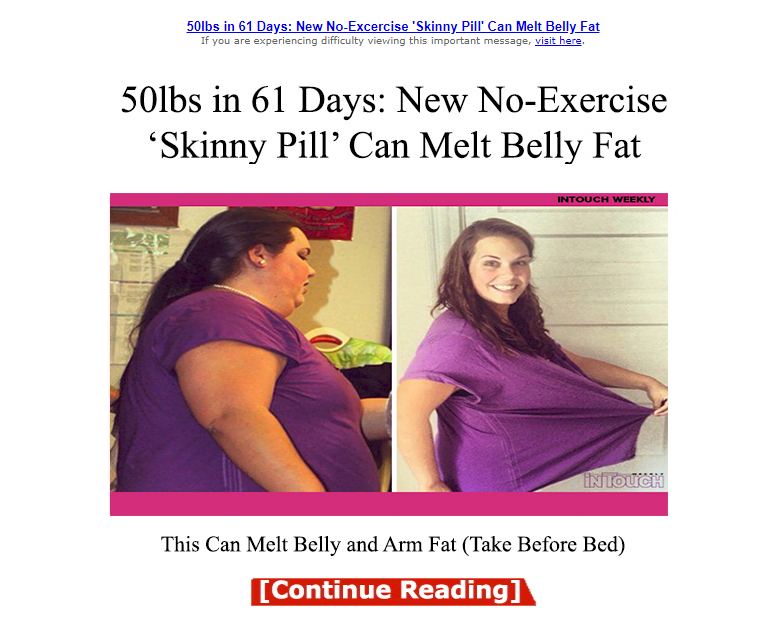 50lbs in 61 Days: New No-Excercise 'Skinny Pill' Can Melt Belly Fat
If you are experiencing difficulty viewing this important message, visit here.
50lbs in 61 Days: New No-Exercise
‘Skinny Pill’ Can Melt Belly Fat
INTOUCH WEEKLY
WEEKLY
INTOUCH
This Can Melt Belly and Arm Fat (Take Before Bed)
[Continue Reading]